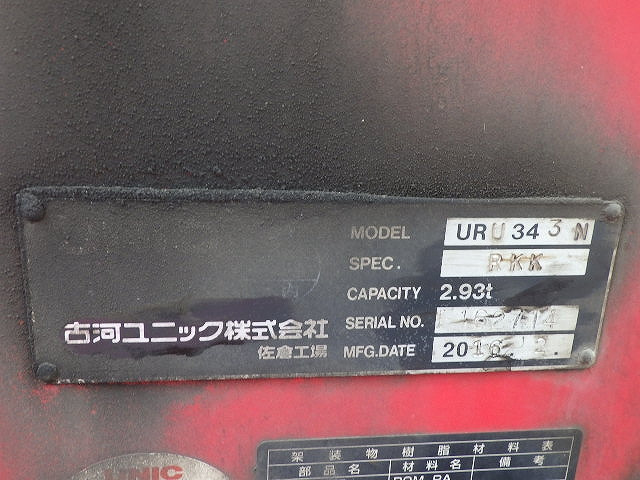 MODEL URU343N
SPEC. RKK
CAPACITY 2.93t
古河ユニック株式会社
佐倉工場
SERIAL NO.
MFG.DATE
架装物樹脂材料表
部品名 材料名 備考